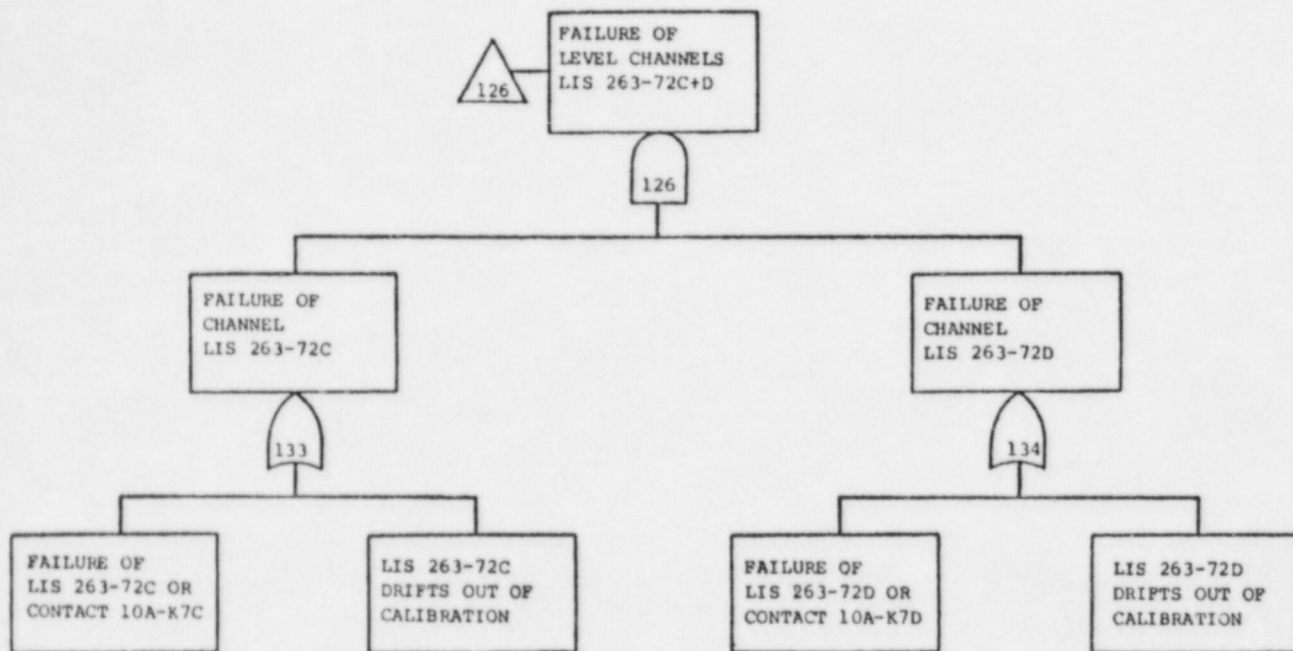 FAILURE OF
LEVEL CHANNELS
LIS 263-72C+D
126
126
FAILURE OF
CHANNEL
LIS 263-72C
FAILURE OF
CHANNEL
LIS 263-72D
133
134
FAILURE OF
LIS 263-72C OR
CONTACT 10A-K7C
LIS 263-72C
DRIFTS OUT OF
CALIBRATION
FAILURE OF
LIS 263-72D OR
CONTACT 10A-K7D
LIS 263-72D
DRIFTS OUT OF
CALIBRATION